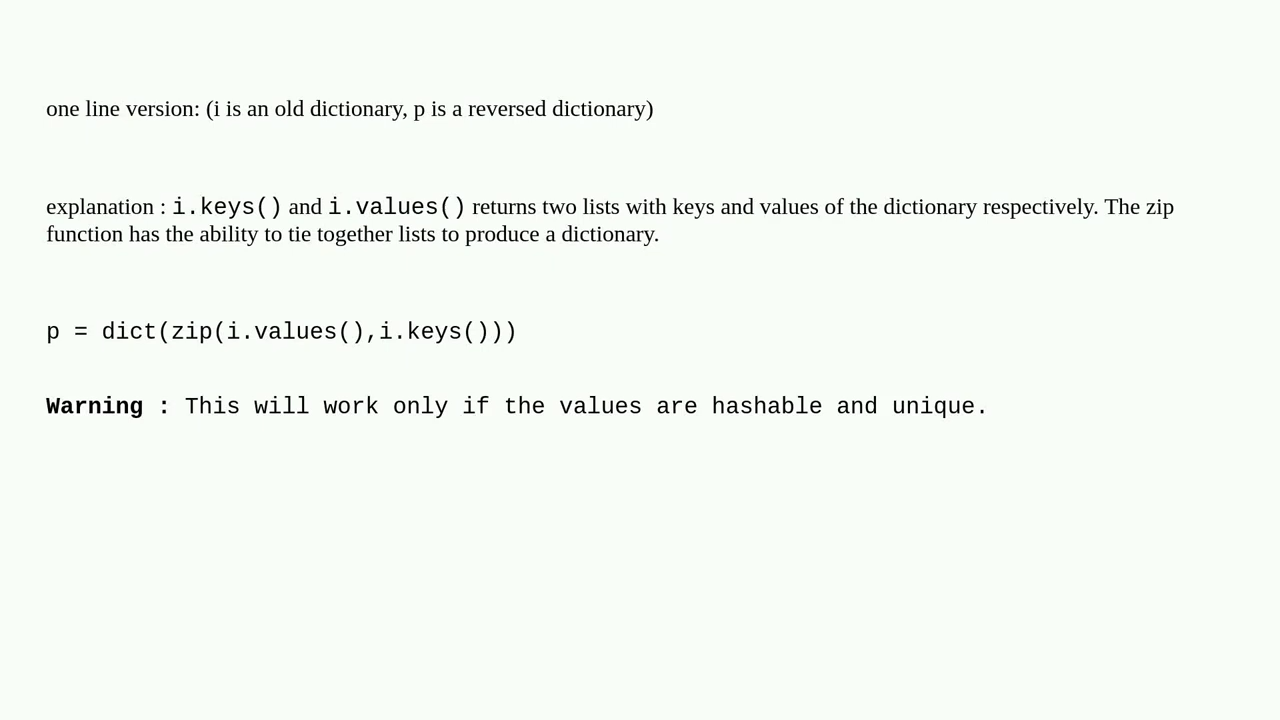 one line version: (i is an old dictionary, p is a reversed dictionary)
explanation : i.keys() and i.values() returns two lists with keys and values of the dictionary respectively. The zip
function has the ability to tie together lists to produce a dictionary.
p = dict(zip(i.values(),i.keys()))
Warning : This will work only if the values are hashable and unique.